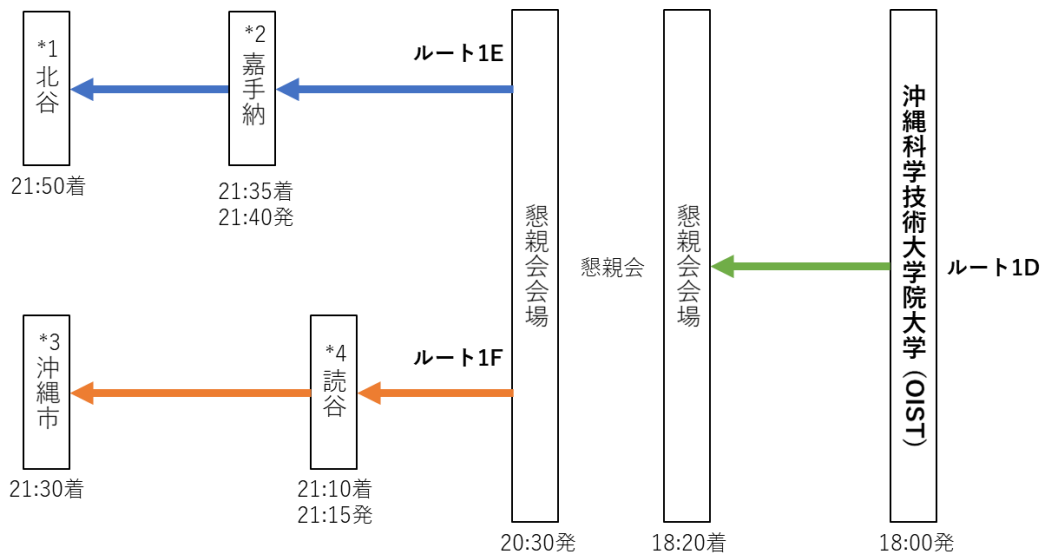 ルート1E
*1
北谷
21:50着
*2
嘉手納
21:35着
21:40発
ルート1F
*3
沖縄市
21:30着
*4
読谷
21:10着
21:15発
懇親会会場
20:30発
懇親会
懇親会会場
18:20着
沖縄科学技術大学院大学(OIST)
18:00発
ルート1D